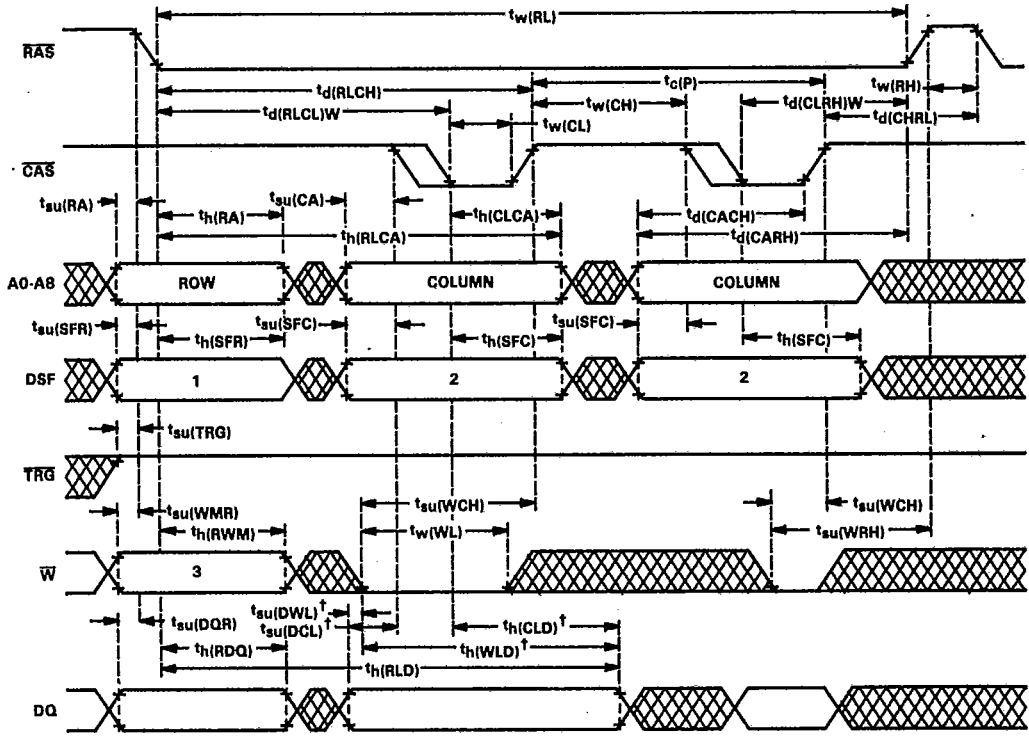 tw(RL)
RAS
tc(P)
td(RLCH)
tw(RH)
tw(CH)
td(CLRH)W
td(RLCL)W
td(CHRL)
tw(CL)
CAS
tsu(CA)
tsu(RA)
th(RA)
th(CLCA)
td(CACH)
th(RLCA)
td(CARH)
A0-A8
ROW
COLUMN
COLUMN
tsu(SFR)
tsu(SFC)
tsu(SFC)
th(SFR)
th(SFC)
th(SFC)
DSF
1
2
2
tsu(TRG)
TRG
tsu(WCH)
tsu(WCH)
tsu(WMR)
tw(WL)
th(RWM)
tsu(WRH)
W
3
tsu(DWL)†
tsu(DQR)
tsu(DCL)†
th(CLD)†
th(RDQ)
th(WLD)†
th(RLD)
DQ